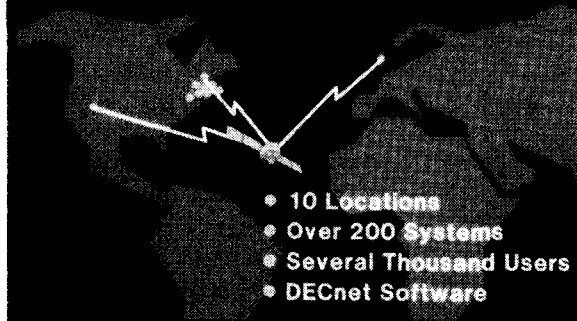 10 Locations
Over 200 Systems
Several Thousand Users
DECnet Software